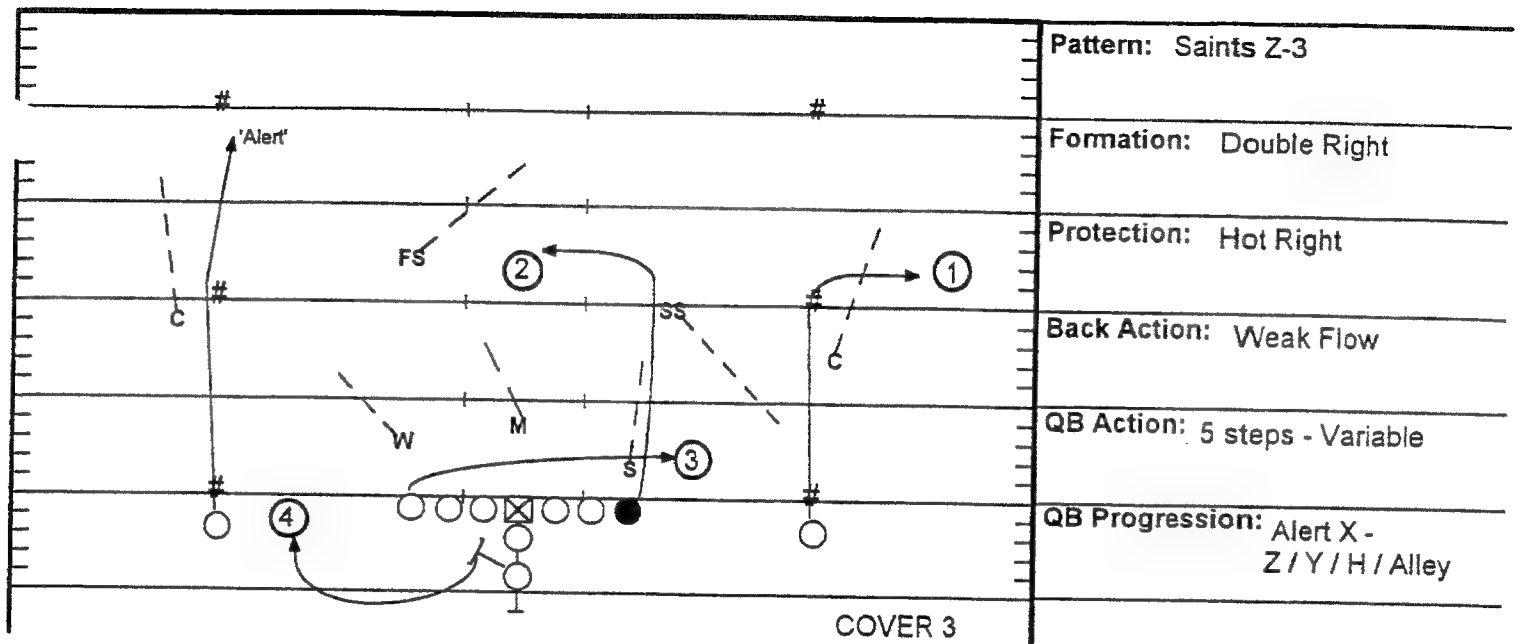 Pattern: Saints Z-3
Formation: Double Right
Protection: Hot Right
Back Action: Weak Flow
QB Action: 5 steps - Variable
QB Progression: Alert X -
Z / Y / H / Alley
# #
'Alert'
FS
2
1
# #
C
SS
C
W
M
S
3
# #
4
COVER 3